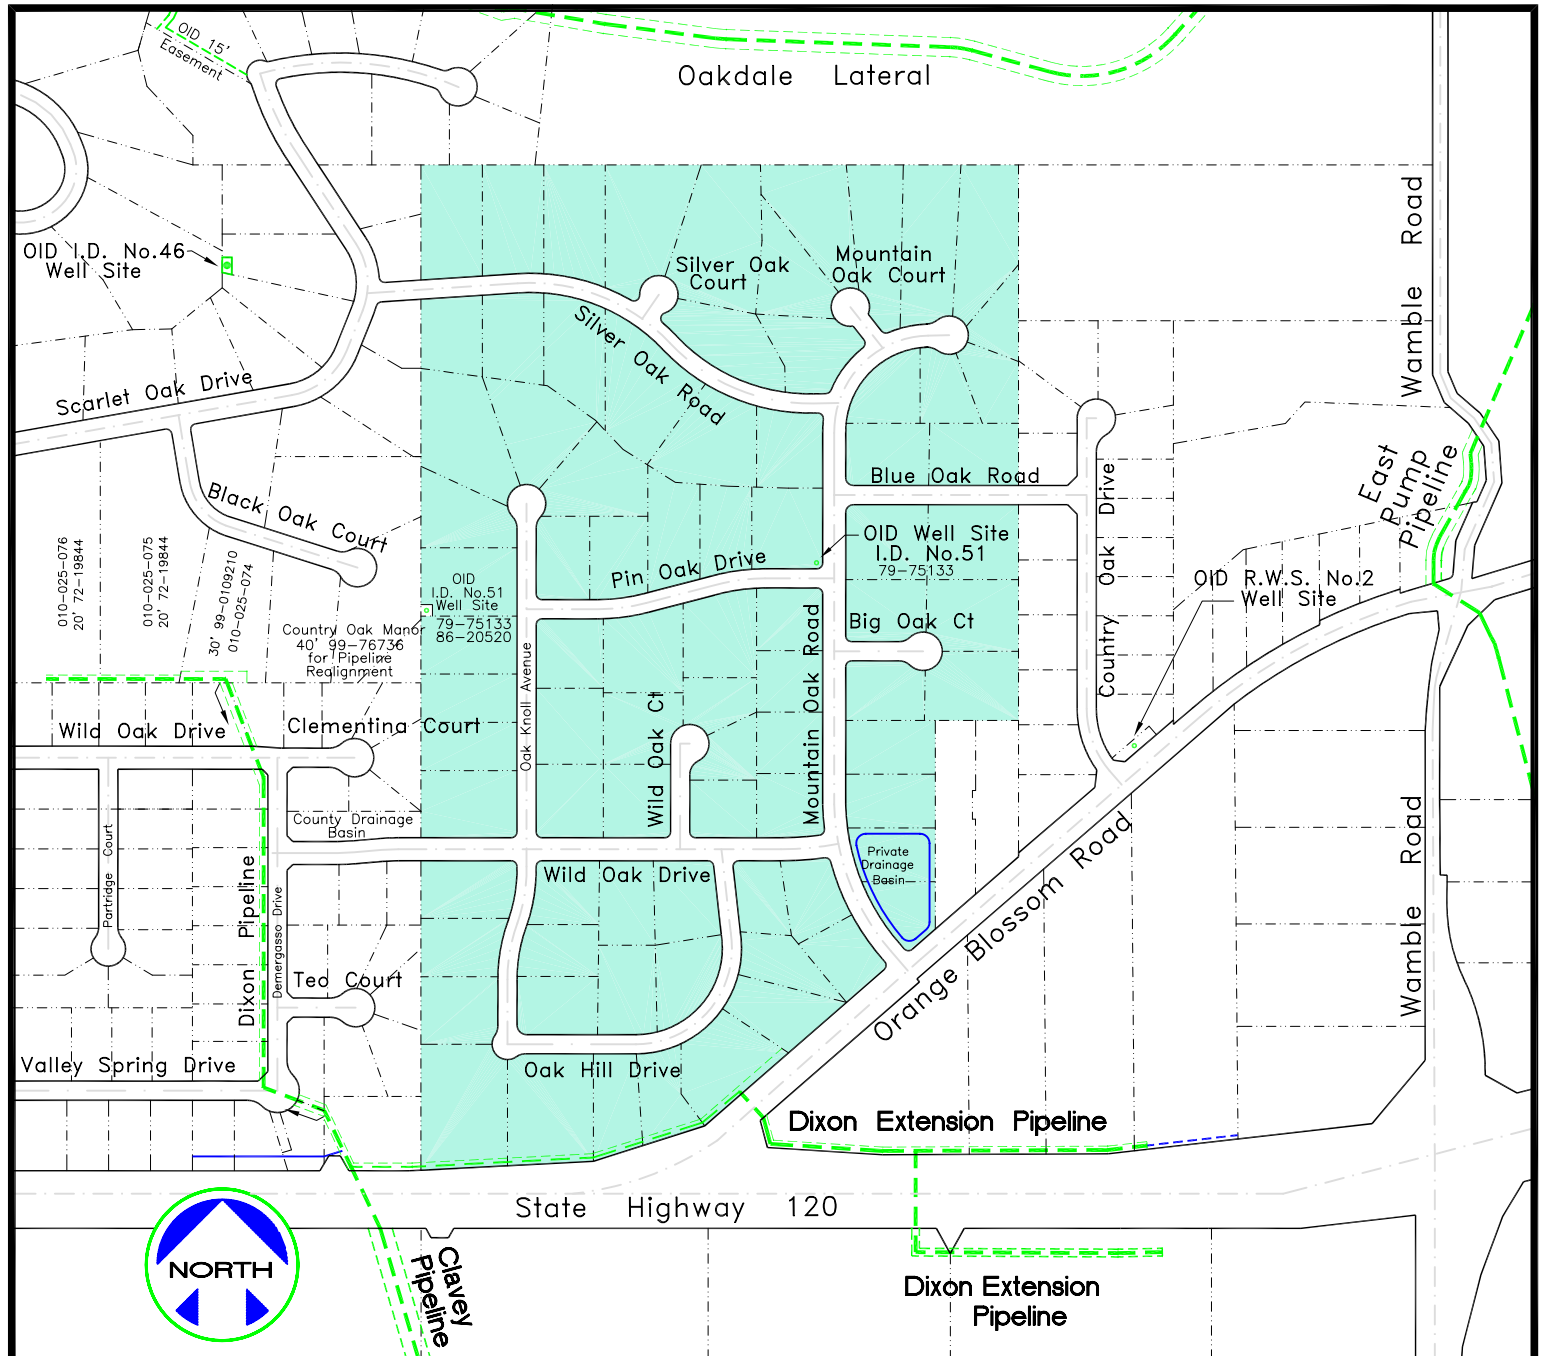 OID 15'
Easement
Oakdale Lateral
Wamble Road
OID I.D. No.46
Well Site
Silver Oak
Court
Mountain
Oak Court
Wamble Road
Silver Oak Road
Scarlet Oak Drive
Black Oak Court
Blue Oak Road
East
Pump
Pipeline
OID Well Site
I.D. No.51
79-75133
Pin Oak Drive
Country Oak Drive
OID R.W.S. No.2
Well Site
010-025-076
20' 72-19844
010-025-075
20' 72-19844
30' 99-0109210
010-025-074
OID
I.D. No.51
Well Site
79-75133
86-20520
Country Oak Manor
40' 99-76736
for Pipeline
Realignment
Big Oak Ct
Mountain Oak Road
Oak Knoll Avenue
Wild Oak Ct
Wild Oak Drive
Clementina Court
County Drainage
Basin
Partridge Court
Dixon Pipeline
Demergasso Drive
Wild Oak Drive
Private
Drainage
Basin
Orange Blossom Road
Wamble Road
Wamble Road
Teo Court
Valley Spring Drive
Oak Hill Drive
Dixon Extension Pipeline
State Highway 120
NORTH
Clavey
Pipeline
Dixon Extension
Pipeline